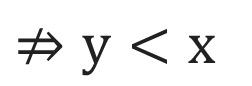 ⇏ y < x